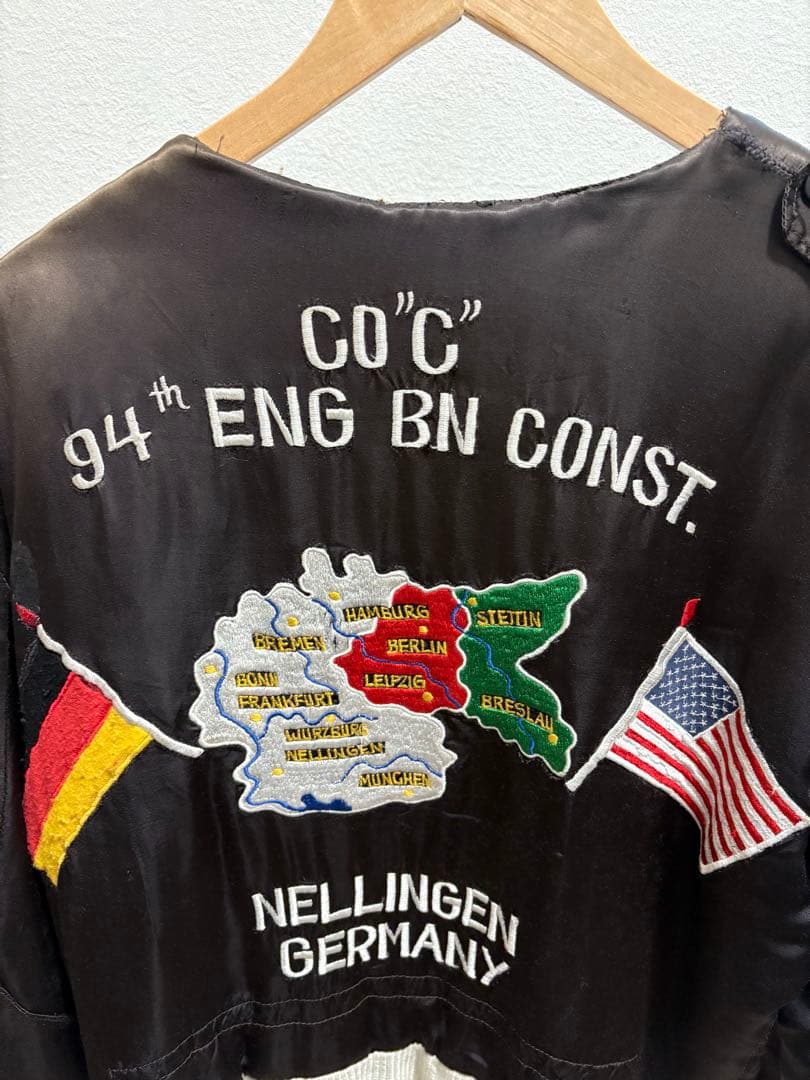 CO "C"
94th ENG BN CONST.
HAMBURG
STETTIN
BREMEN
BERLIN
BONN
LEIPZIG
FRANKFURT
BRESLAU
WURZBURG
NELLINGEN
MUNCHEN
NELLINGEN
GERMANY